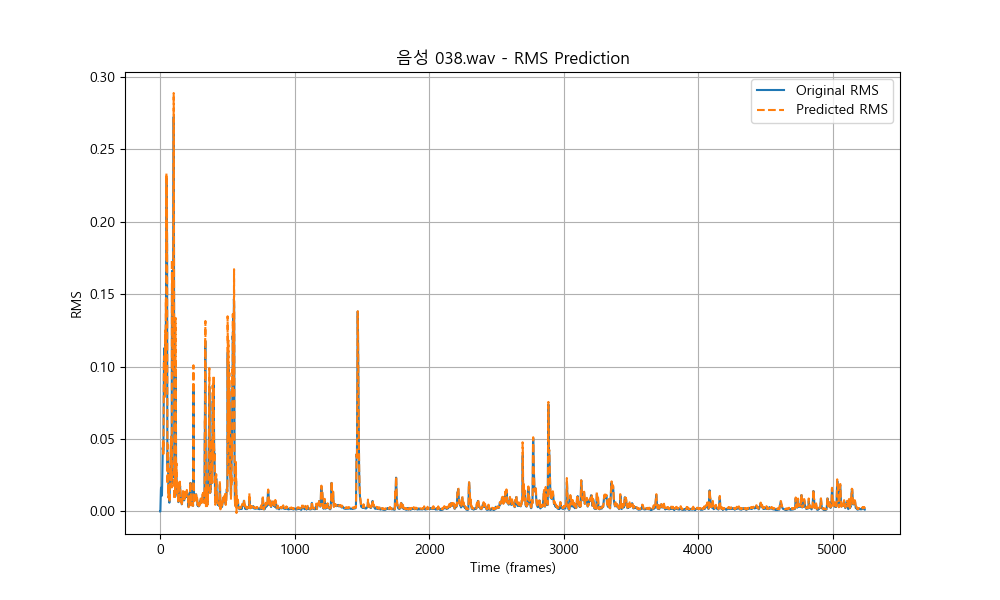 음성 038.wav - RMS Prediction
Original RMS
Predicted RMS
0.30
0.25
0.20
0.15
0.10
0.05
0.00
RMS
0
1000
2000
3000
4000
5000
Time (frames)